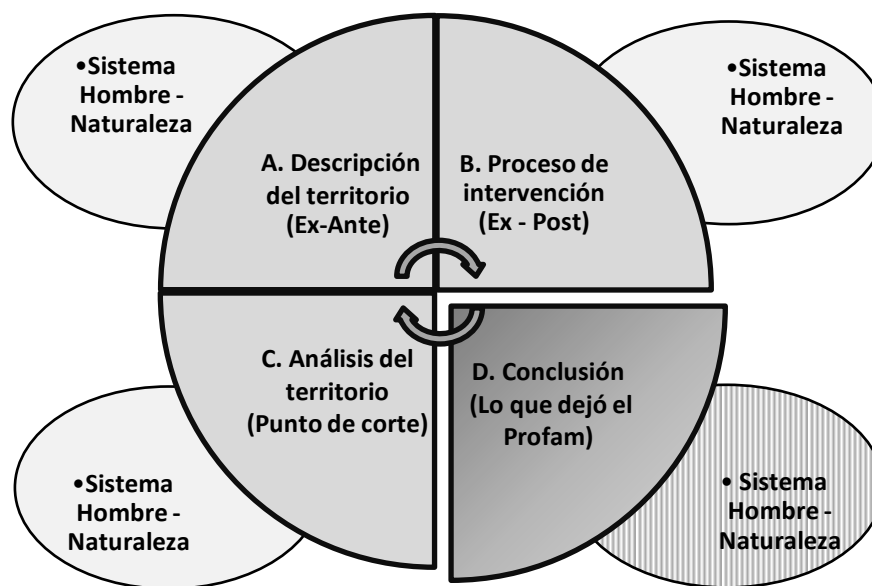 •Sistema
Hombre -
Naturaleza
•Sistema
Hombre -
Naturaleza
A. Descripción
del territorio
(Ex-Ante)
B. Proceso de
intervención
(Ex - Post)
C. Análisis del
territorio
(Punto de corte)
D. Conclusión
(Lo que dejó el
Profam)
•Sistema
Hombre -
Naturaleza
• Sistema
Hombre -
Naturaleza